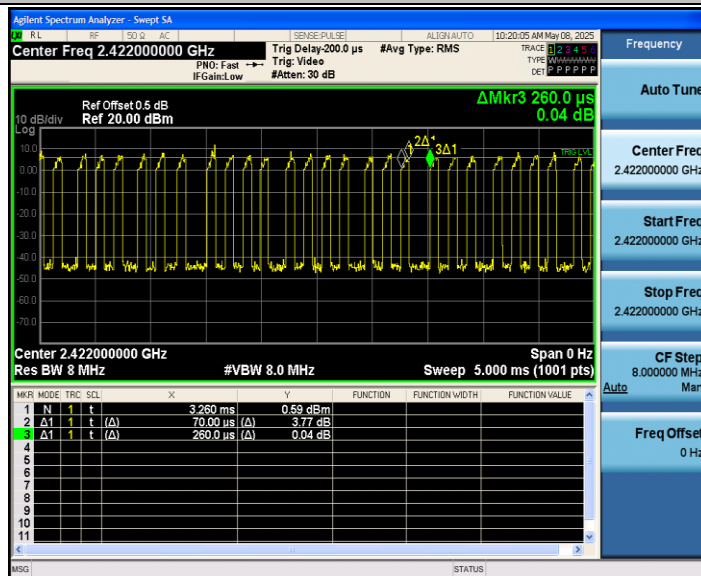 Agilent Spectrum Analyzer - Swept SA
RL RF 50 Ω AC SENSE:PULSE ALIGN AUTO 10:20:05 AM May 08, 2025
Center Freq 2.422000000 GHz
PNO: Fast
IFGain:Low
Trig Delay-200.0 µs
Trig: Video
#Atten: 30 dB
#Avg Type: RMS
TRACE 1 2 3 4 5 6
TYPE W
DET P P P P P P
ΔMkr3 260.0 µs
0.04 dB
Ref Offset 0.5 dB
10 dB/div Ref 20.00 dBm
Log
10.0
0.00
-10.0
-20.0
-30.0
-40.0
-50.0
-60.0
-70.0
2Δ1
3Δ1
TRIG LVL
Center 2.422000000 GHz Span 0 Hz
Res BW 8 MHz #VBW 8.0 MHz Sweep 5.000 ms (1001 pts)
MKR MODE TRC SCL X Y FUNCTION FUNCTION WIDTH FUNCTION VALUE
1 N 1 t 3.260 ms 0.59 dBm
2 Δ1 1 t (Δ) 70.00 µs (Δ) 3.77 dB
3 Δ1 1 t (Δ) 260.0 µs (Δ) 0.04 dB
4
5
6
7
8
9
10
11
MSG STATUS
Frequency
Auto Tune
Center Freq
2.422000000 GHz
Start Freq
2.422000000 GHz
Stop Freq
2.422000000 GHz
CF Step
8.000000 MHz
Auto Man
Freq Offset
0 Hz